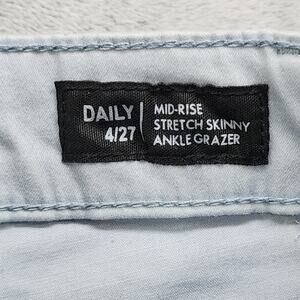 DAILY
4/27
MID-RISE
STRETCH SKINNY
ANKLE GRAZER